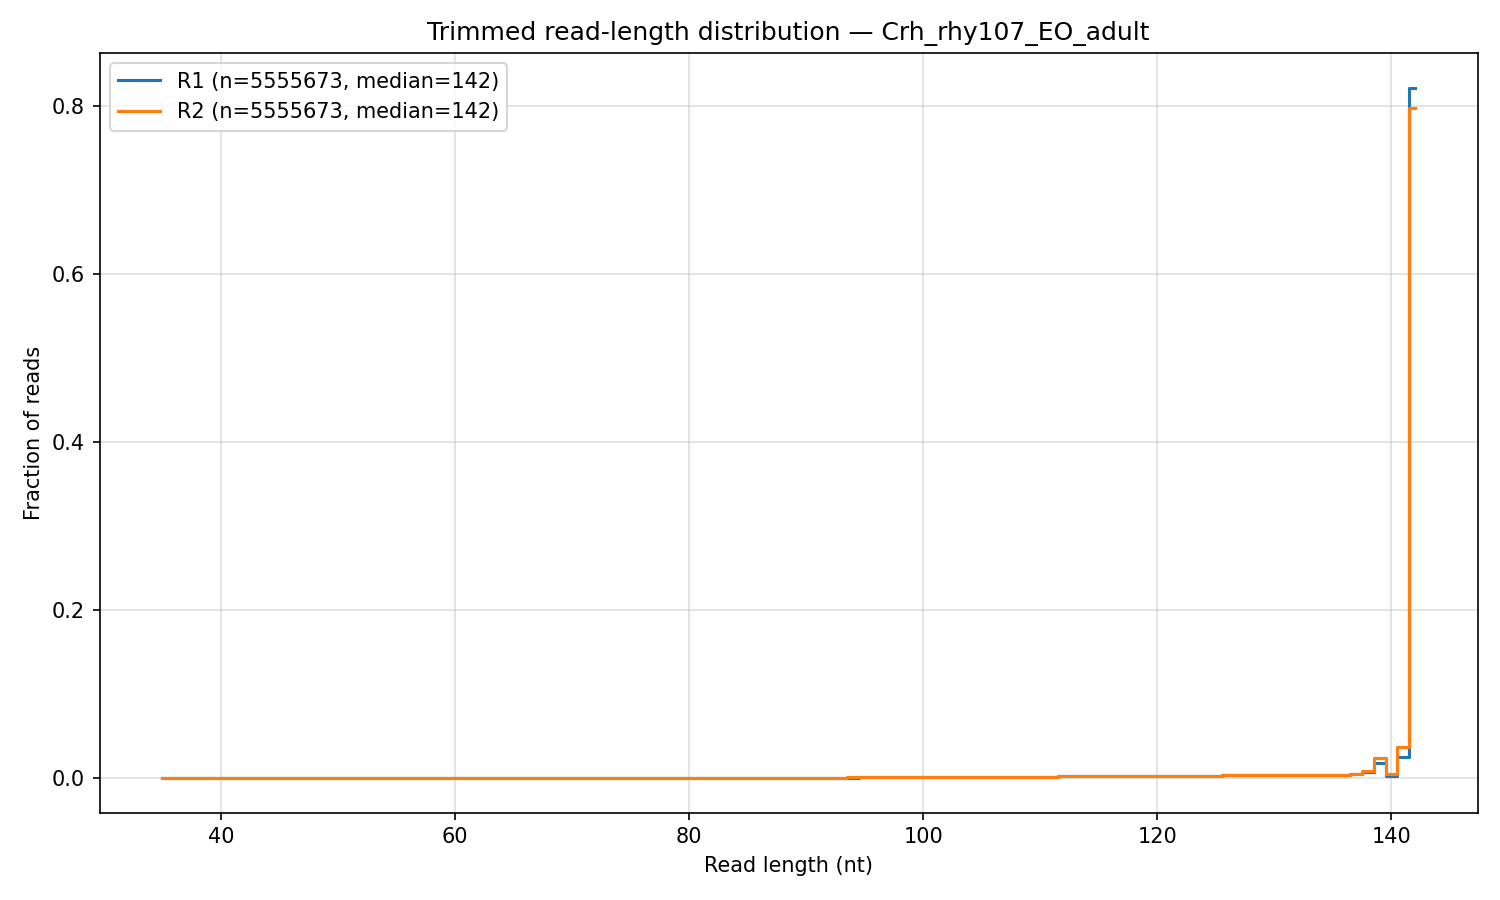 Trimmed read-length distribution — Crh_rhy107_EO_adult
R1 (n=5555673, median=142)
R2 (n=5555673, median=142)
Fraction of reads
0.8
0.6
0.4
0.2
0.0
40
60
80
100
120
140
Read length (nt)